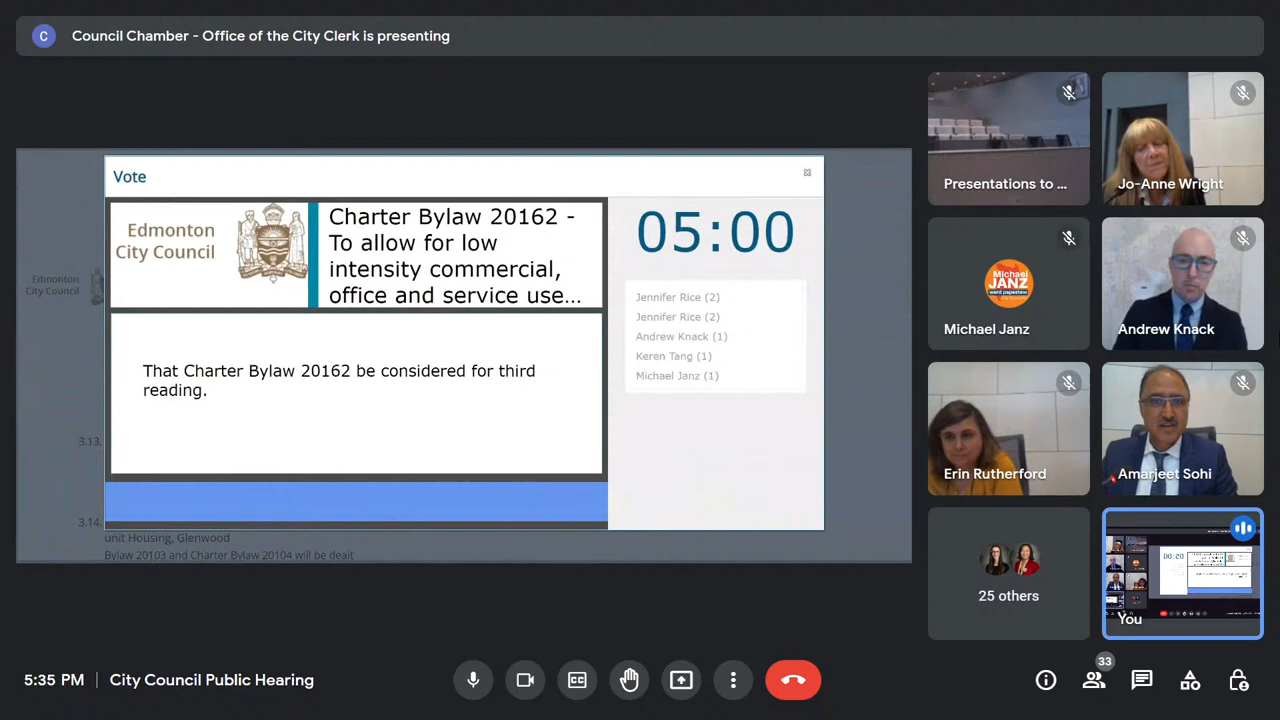 C
Council Chamber - Office of the City Clerk is presenting
Vote
Edmonton
City Council
Charter Bylaw 20162 -
To allow for low
intensity commercial,
office and service use...
05:00
Edmonton
City Council
Jennifer Rice (2)
Jennifer Rice (2)
Andrew Knack (1)
Keren Tang (1)
Michael Janz (1)
That Charter Bylaw 20162 be considered for third
reading.
3.13.
3.14.
unit Housing, Glenwood
Bylaw 20103 and Charter Bylaw 20104 will be dealt
Presentations to ...
Jo-Anne Wright
Michael
JANZ
ward papastew
Michael Janz
Andrew Knack
Erin Rutherford
Amarjeet Sohi
25 others
You
5:35 PM
City Council Public Hearing
33